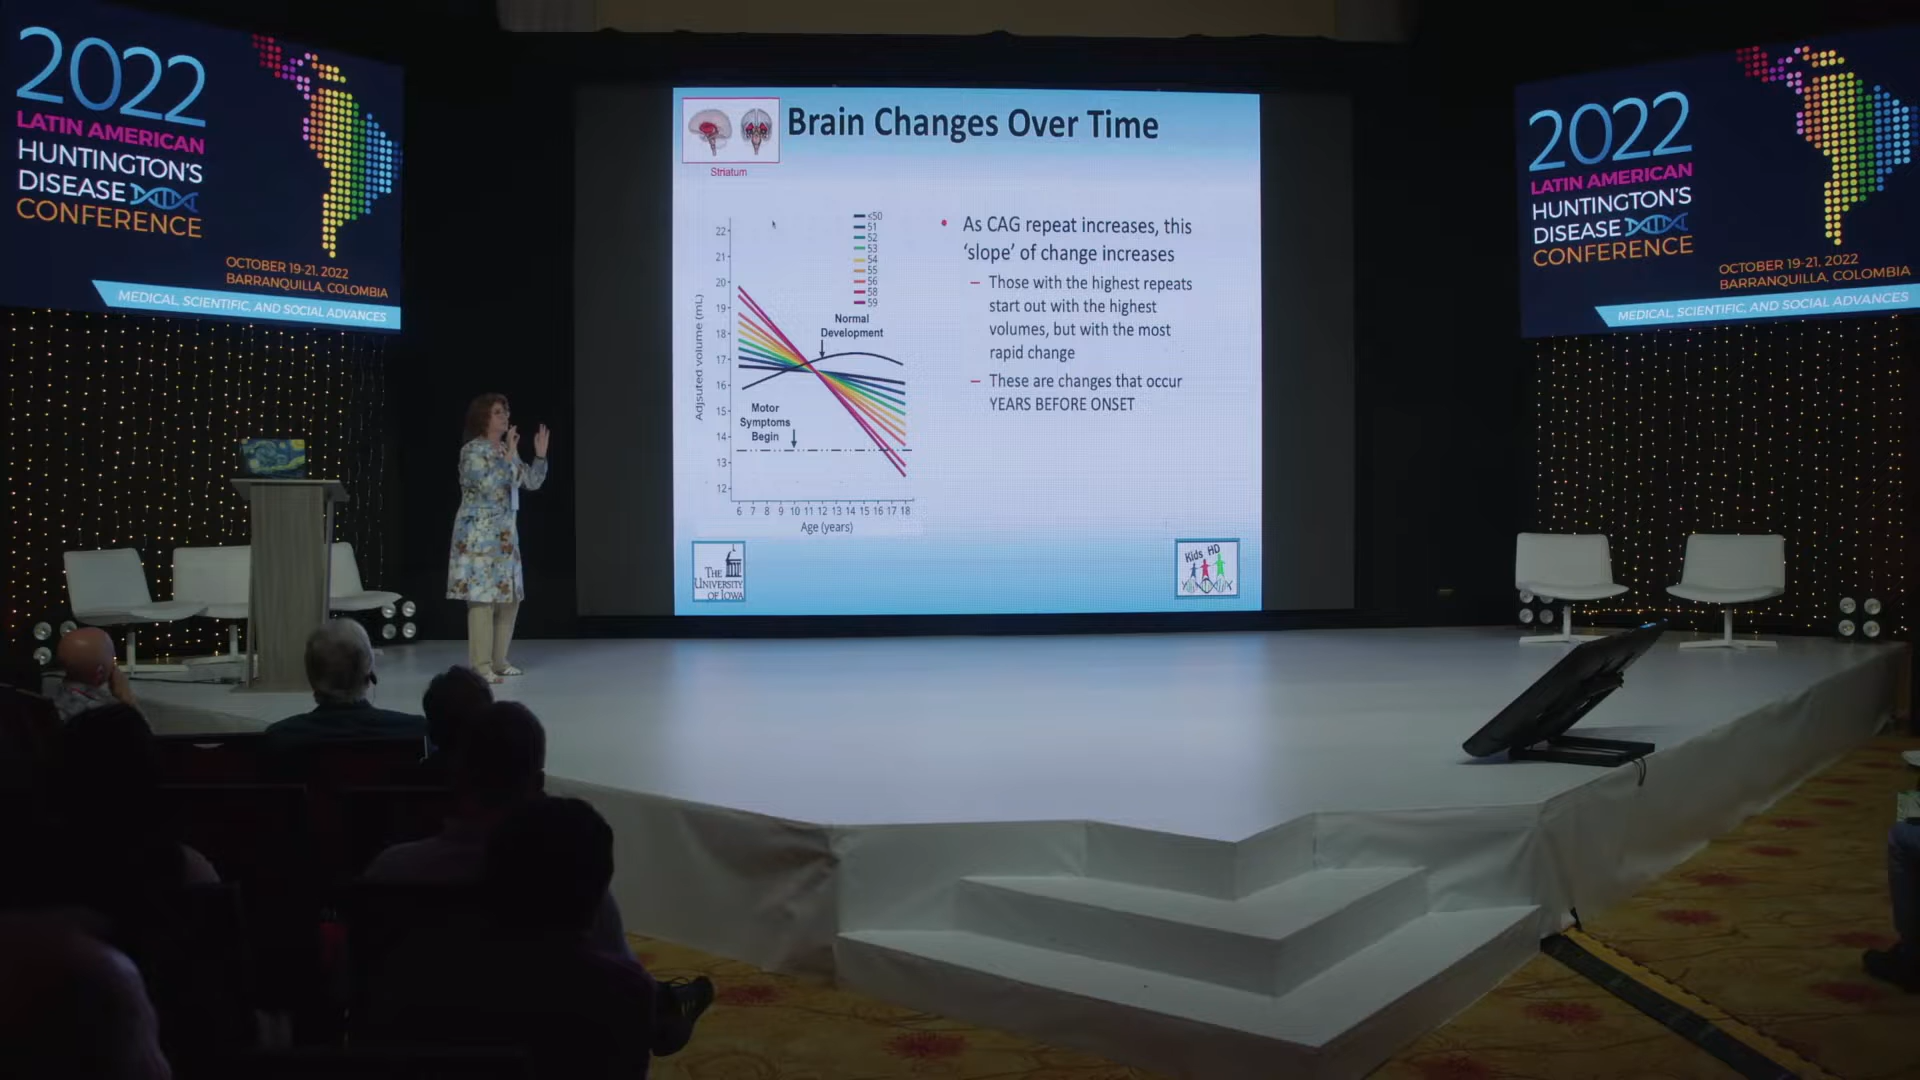 2022
LATIN AMERICAN
HUNTINGTON'S
DISEASE
CONFERENCE
OCTOBER 19-21, 2022
BARRANQUILLA, COLOMBIA
MEDICAL, SCIENTIFIC, AND SOCIAL ADVANCES
Brain Changes Over Time
Striatum
≤50
51
52
53
54
55
56
58
59
22
21
20
19
18
17
16
15
14
13
12
Adjsuted volume (mL)
Normal
Development
Motor
Symptoms
Begin
6 7 8 9 10 11 12 13 14 15 16 17 18
Age (years)
• As CAG repeat increases, this
'slope' of change increases
– Those with the highest repeats
start out with the highest
volumes, but with the most
rapid change
– These are changes that occur
YEARS BEFORE ONSET
THE
UNIVERSITY
OF IOWA
Kids HD
2022
LATIN AMERICAN
HUNTINGTON'S
DISEASE
CONFERENCE
OCTOBER 19-21, 2022
BARRANQUILLA, COLOMBIA
MEDICAL, SCIENTIFIC, AND SOCIAL ADVANCES